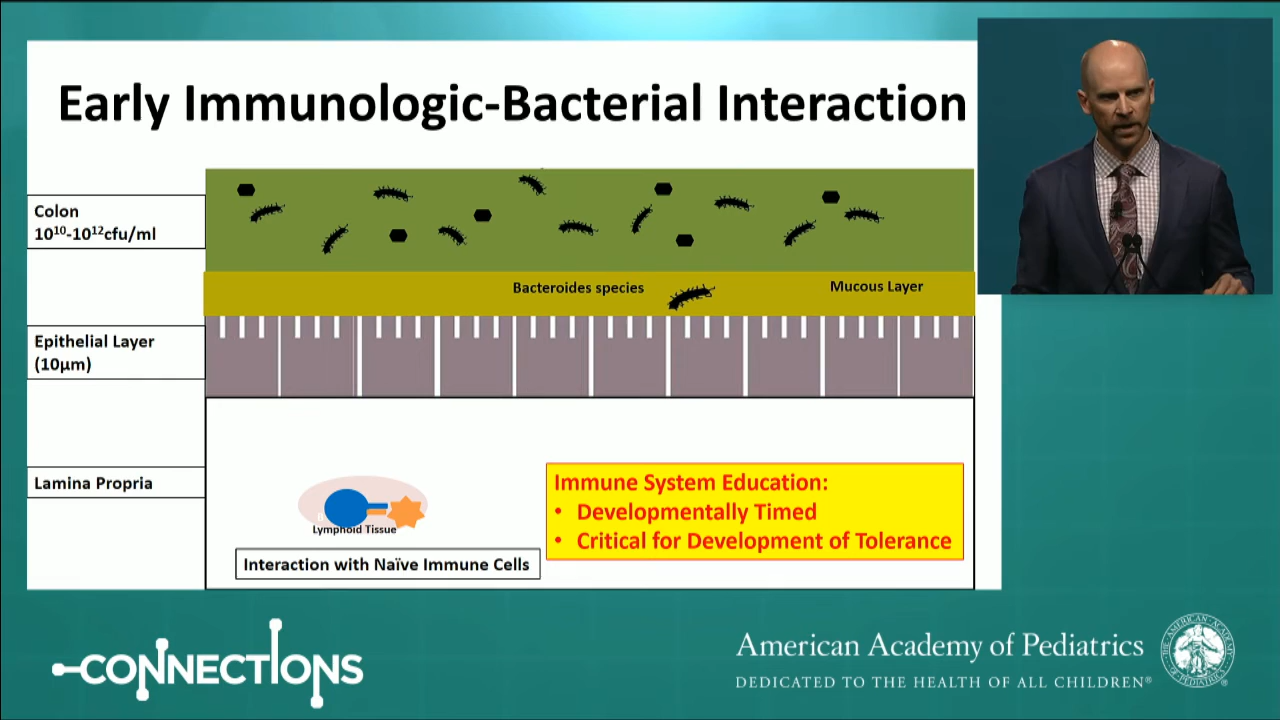 Early Immunologic-Bacterial Interaction
Colon
10¹⁰-10¹²cfu/ml
Bacteroides species
Mucous Layer
Epithelial Layer
(10µm)
Lamina Propria
Lymphoid Tissue
Interaction with Naïve Immune Cells
Immune System Education:
• Developmentally Timed
• Critical for Development of Tolerance
CONNECTIONS
American Academy of Pediatrics
DEDICATED TO THE HEALTH OF ALL CHILDREN®